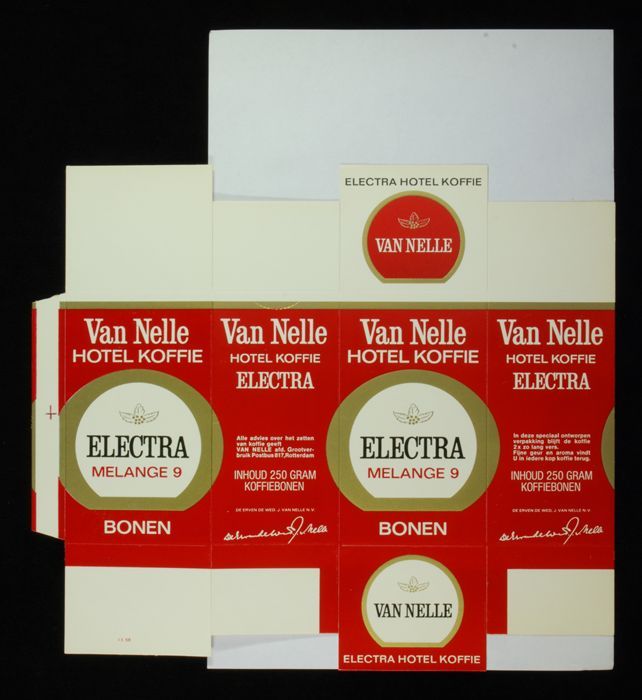 ELECTRA HOTEL KOFFIE
VAN NELLE
Van Nelle
HOTEL KOFFIE
ELECTRA
MELANGE 9
BONEN
Van Nelle
HOTEL KOFFIE
ELECTRA
Alle advies over het zetten
van koffie geeft
VAN NELLE afd. Grootver-
bruik Postbus 817, Rotterdam
INHOUD 250 GRAM
KOFFIEBONEN
DE ERVEN DE WED. J. VAN NELLE N.V.
Van Nelle
HOTEL KOFFIE
ELECTRA
MELANGE 9
BONEN
Van Nelle
HOTEL KOFFIE
ELECTRA
In deze speciaal ontworpen
verpakking blijft de koffie
2x zo lang vers.
Fijne geur en aroma vindt
U in iedere kop koffie terug.
INHOUD 250 GRAM
KOFFIEBONEN
DE ERVEN DE WED. J. VAN NELLE N.V.
VAN NELLE
ELECTRA HOTEL KOFFIE